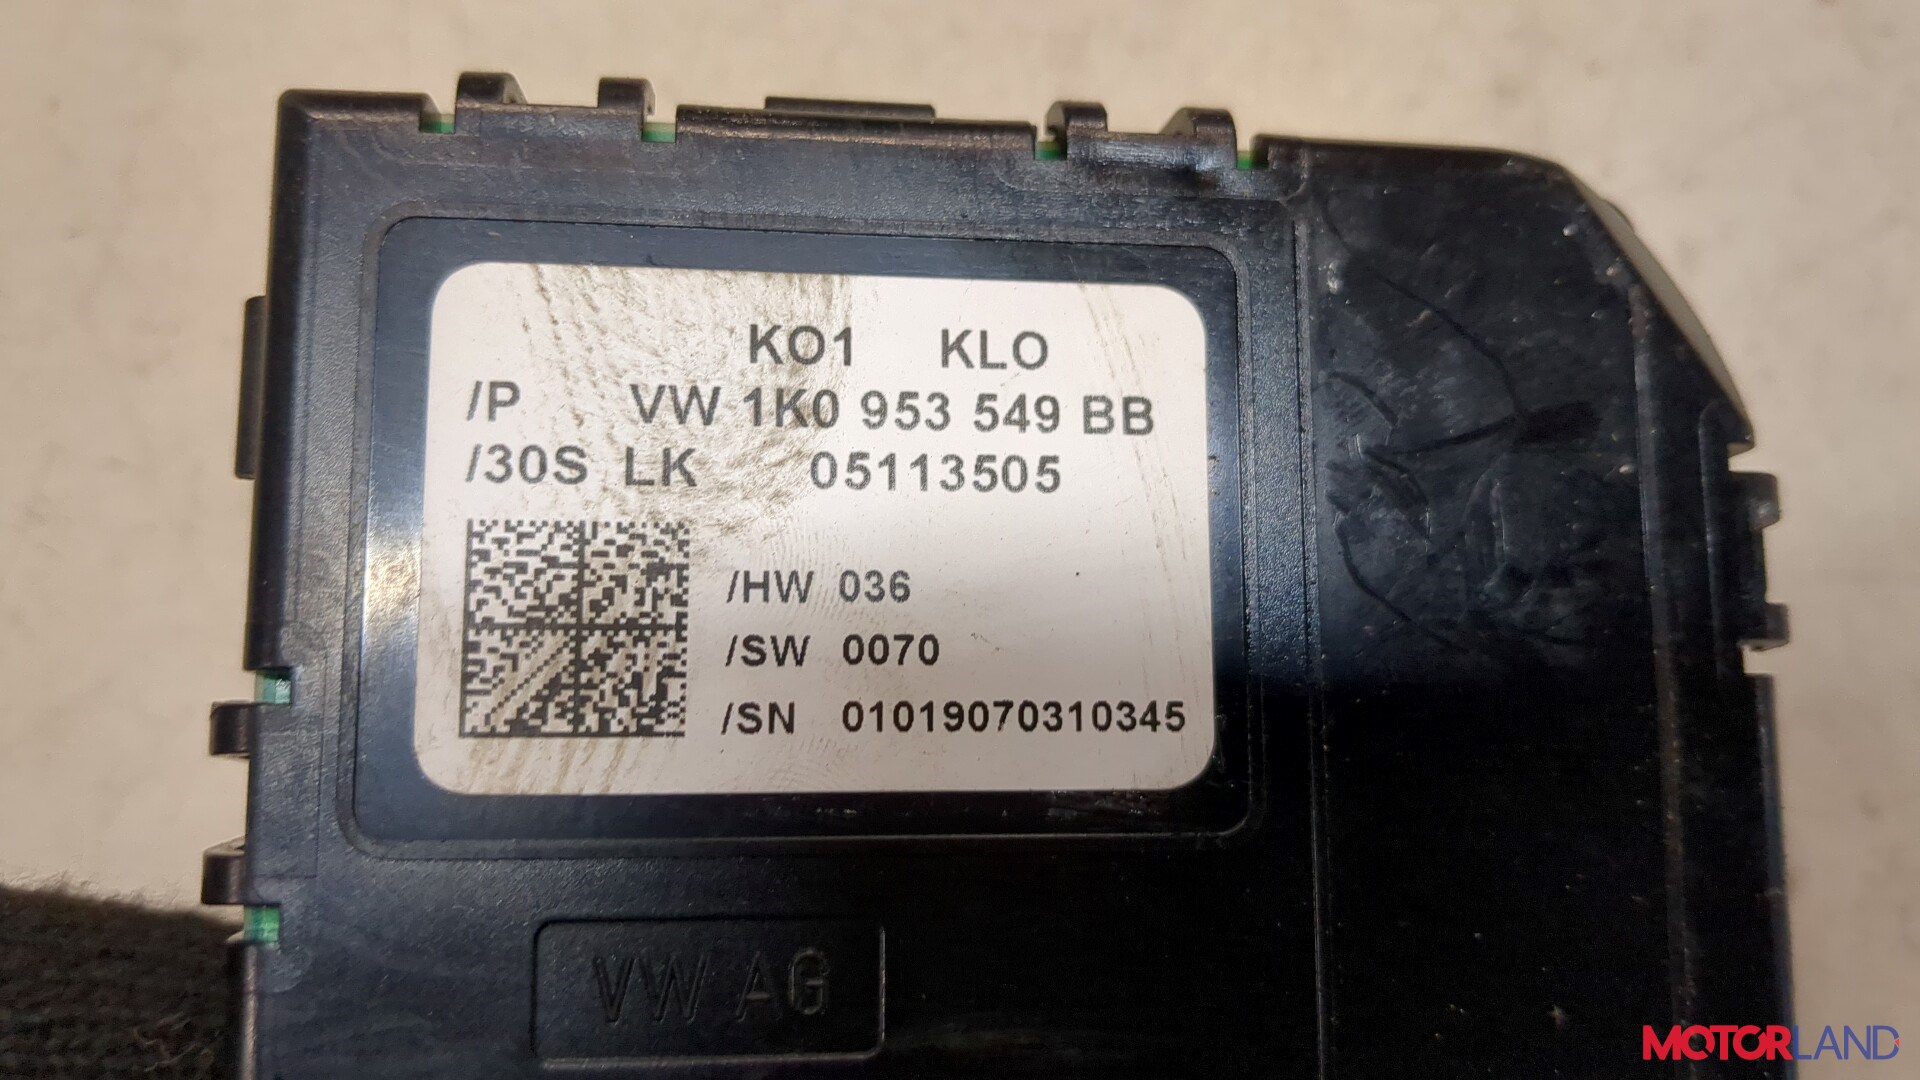 KO1 KLO
/P VW 1K0 953 549 BB
/30S LK 05113505
/HW 036
/SW 0070
/SN 01019070310345
VW AG
MOTORLAND